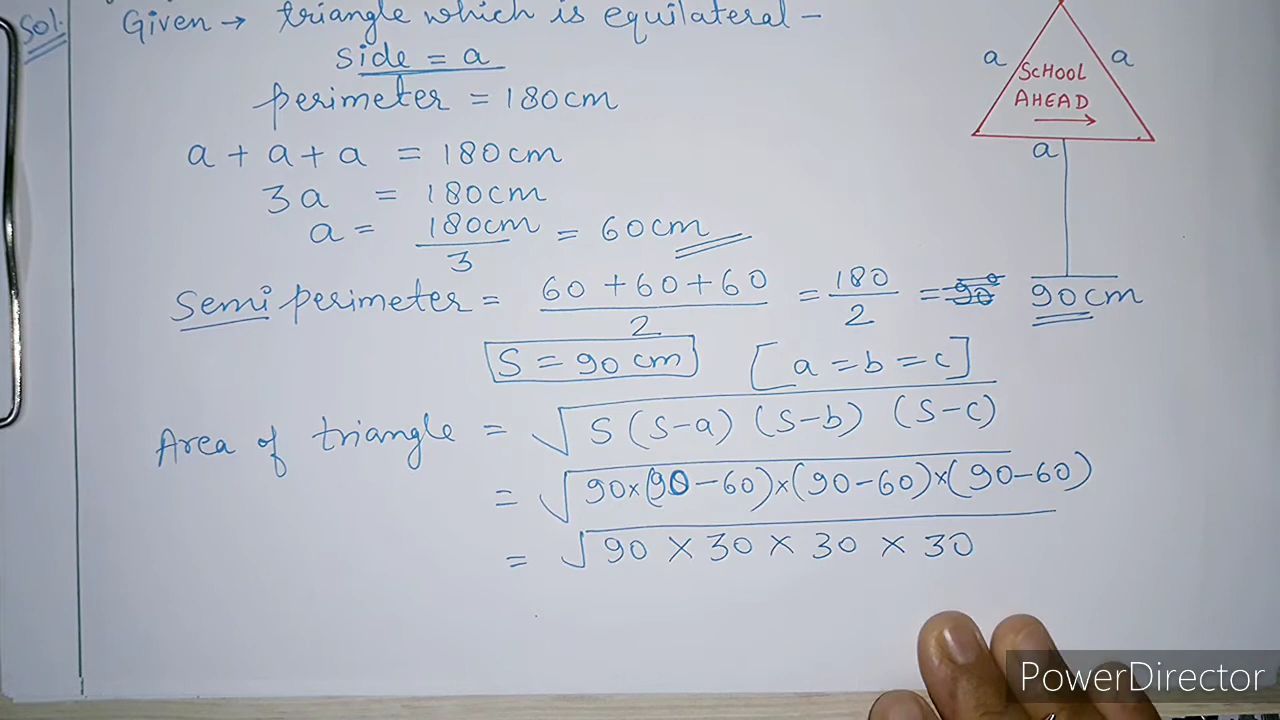 Sol.
Given → triangle which is equilateral –
side = a
perimeter = 180cm
a + a + a = 180cm
3a = 180cm
a = 180cm / 3 = 60cm
Semi perimeter = 60 + 60 + 60 / 2 = 180 / 2 = 90 90cm
S = 90 cm [a = b = c]
Area of triangle = √S (S-a) (S-b) (S-c)
= √90×(90-60)×(90-60)×(90-60)
= √90 × 30 × 30 × 30
a a
SCHOOL
AHEAD
→
a
PowerDirector